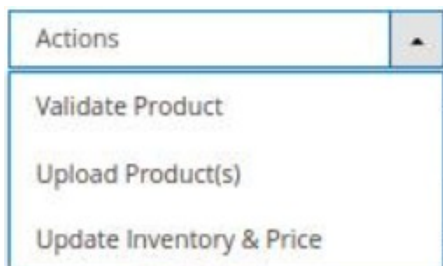 Actions
Validate Product
Upload Product(s)
Update Inventory & Price